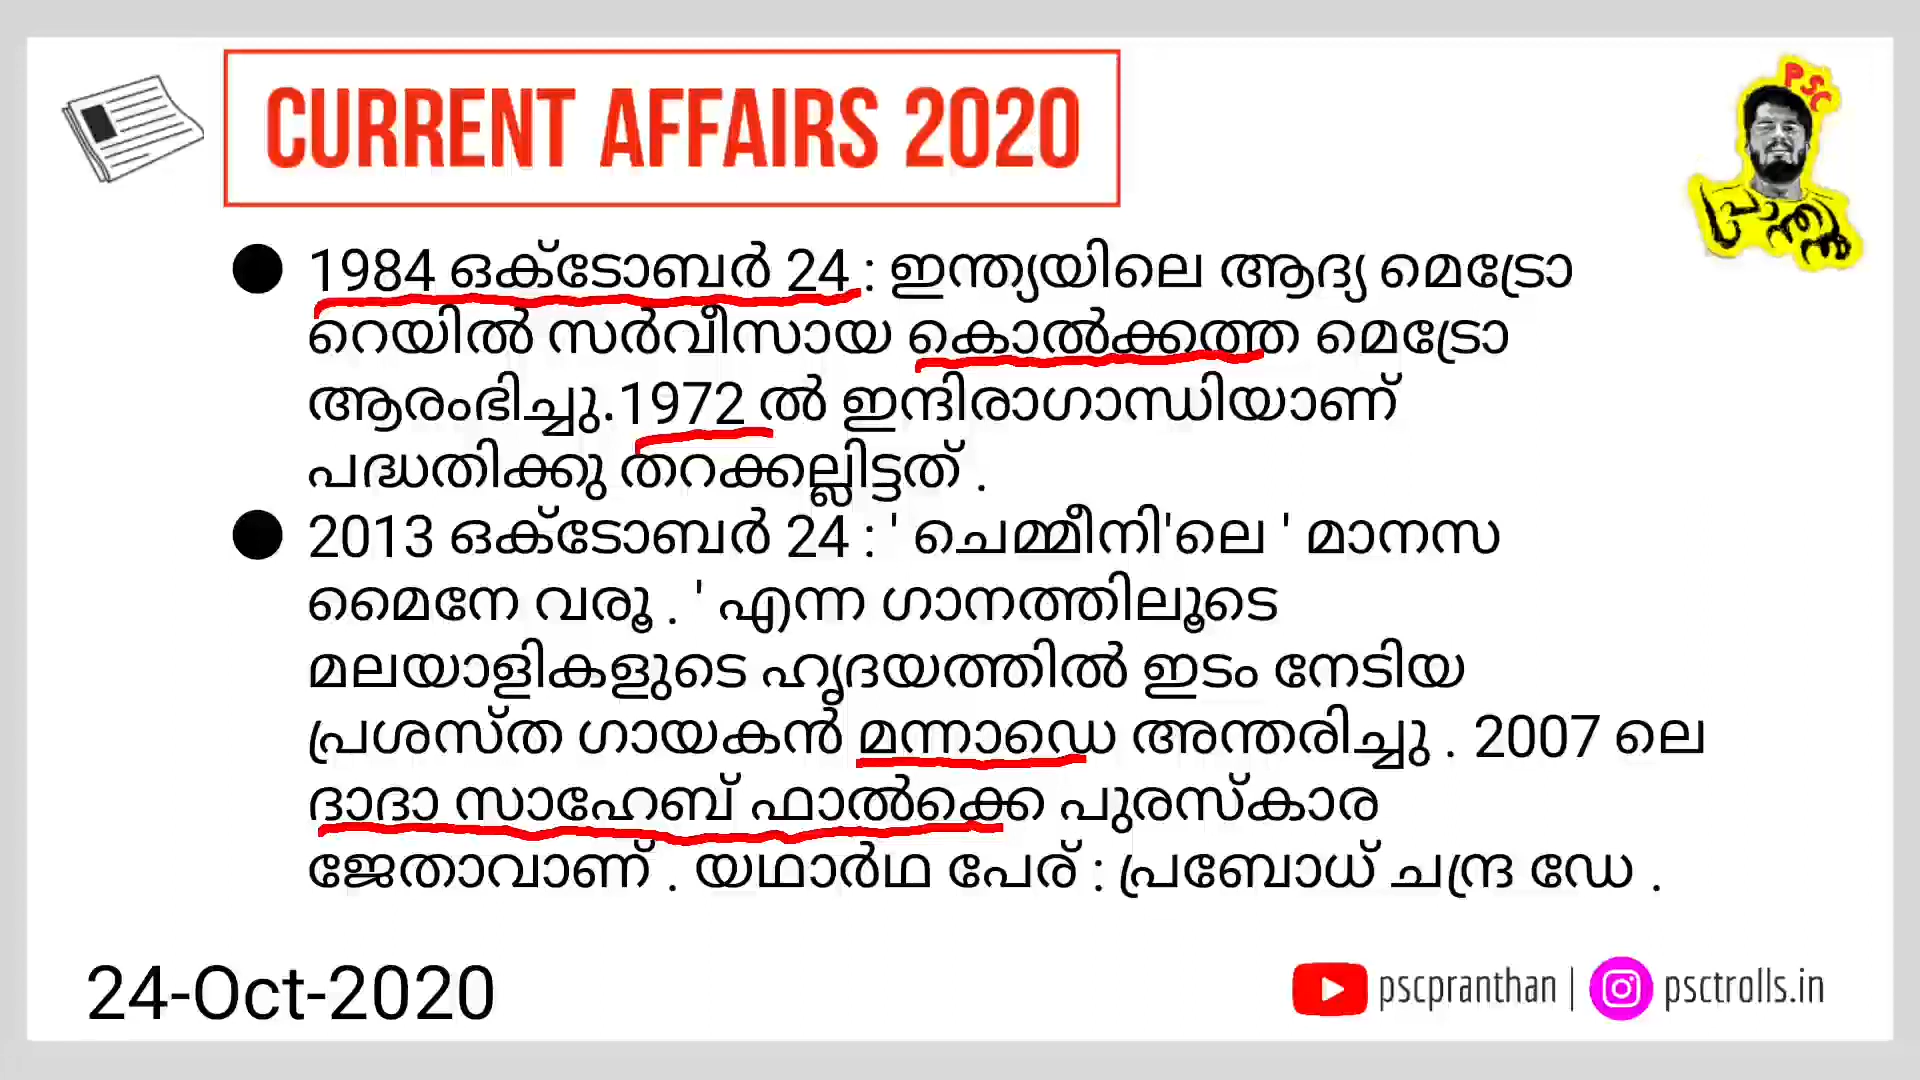 CURRENT AFFAIRS 2020
PSC
പ്രാന്തൻ
● 1984 ഒക്ടോബർ 24 : ഇന്ത്യയിലെ ആദ്യ മെട്രോ
റെയിൽ സർവീസായ കൊൽക്കത്ത മെട്രോ
ആരംഭിച്ചു.1972 ൽ ഇന്ദിരാഗാന്ധിയാണ്
പദ്ധതിക്കു തറക്കല്ലിട്ടത് .
● 2013 ഒക്ടോബർ 24 : ' ചെമ്മീനി'ലെ ' മാനസ
മൈനേ വരൂ . ' എന്ന ഗാനത്തിലൂടെ
മലയാളികളുടെ ഹൃദയത്തിൽ ഇടം നേടിയ
പ്രശസ്ത ഗായകൻ മന്നാഡെ അന്തരിച്ചു . 2007 ലെ
ദാദാ സാഹേബ് ഫാൽക്കെ പുരസ്കാര
ജേതാവാണ് . യഥാർഥ പേര് : പ്രബോധ് ചന്ദ്ര ഡേ .
24-Oct-2020
pscpranthan | psctrolls.in